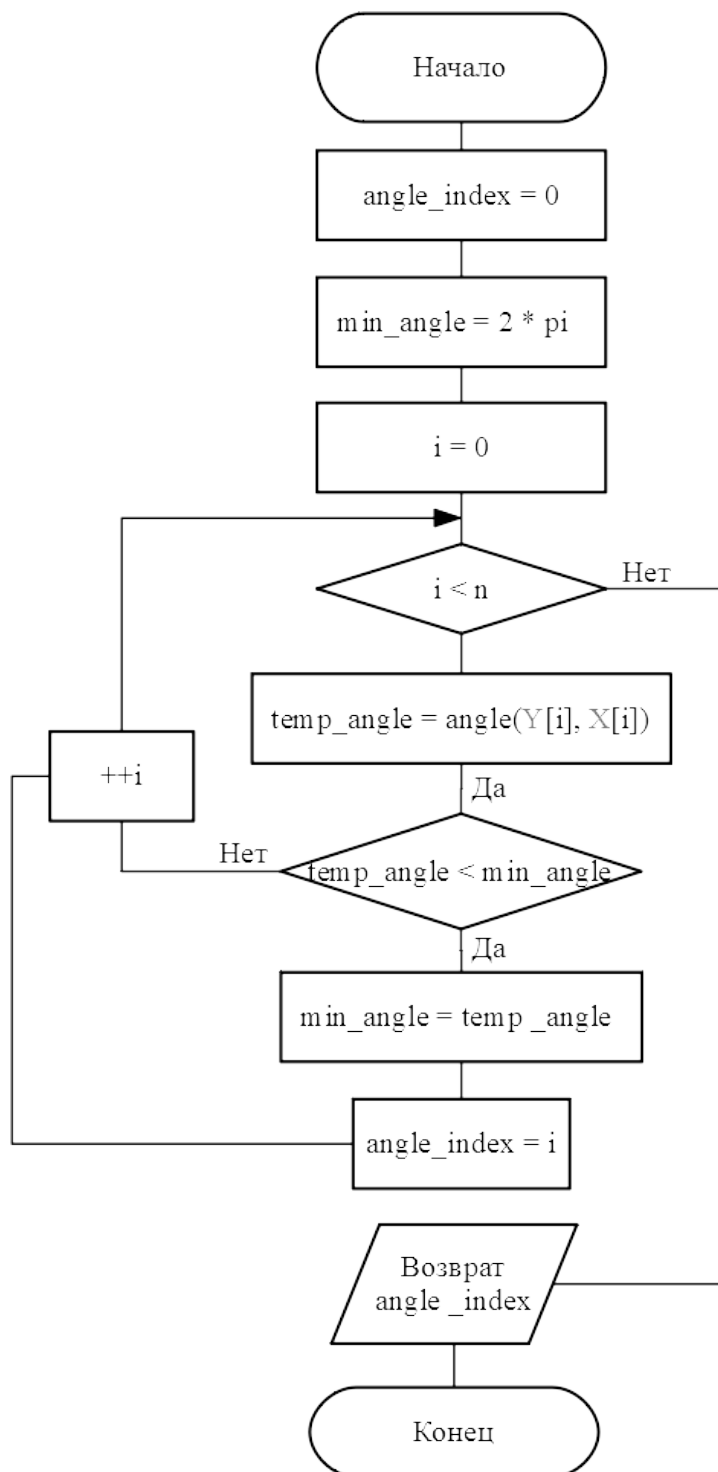 Начало
angle_index = 0
min_angle = 2 * pi
i = 0
i < n
Нет
temp_angle = angle(Y[i], X[i])
++i
Да
Нет
temp_angle < min_angle
Да
min_angle = temp _angle
angle_index = i
Возврат
angle _index
Конец